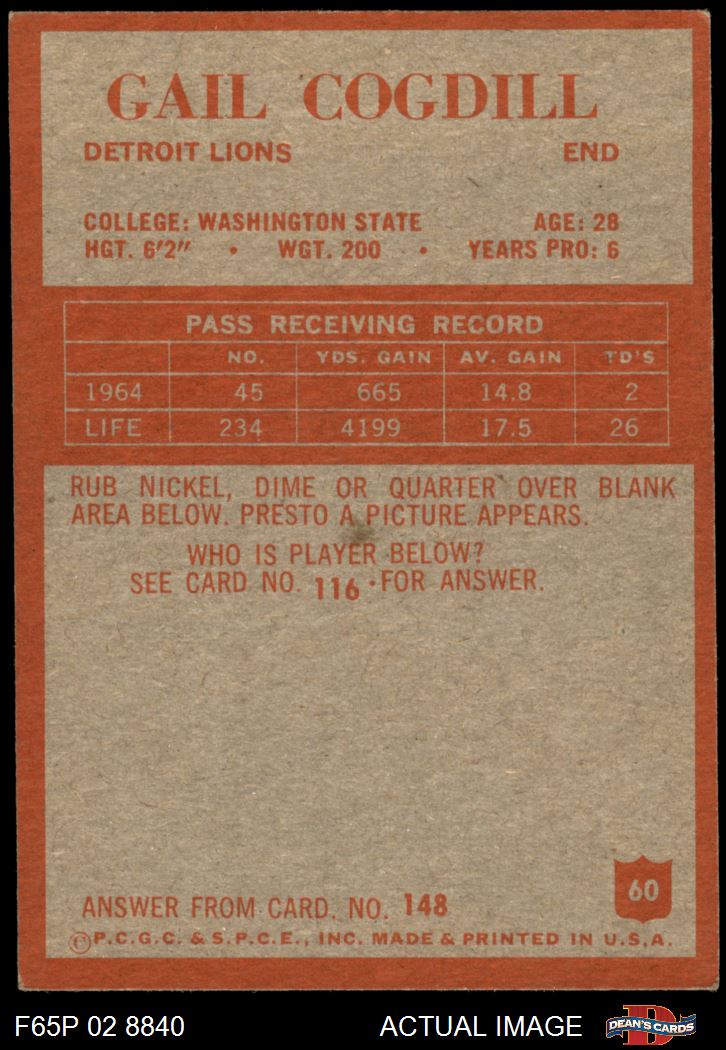 GAIL COGDILL
DETROIT LIONS END
COLLEGE: WASHINGTON STATE AGE: 28
HGT. 6'2" • WGT. 200 • YEARS PRO: 6
PASS RECEIVING RECORD
NO. YDS. GAIN AV. GAIN TD'S
1964 45 665 14.8 2
LIFE 234 4199 17.5 26
RUB NICKEL, DIME OR QUARTER OVER BLANK
AREA BELOW. PRESTO A PICTURE APPEARS.
WHO IS PLAYER BELOW?
SEE CARD NO. 116 FOR ANSWER.
60
ANSWER FROM CARD. NO. 148
©P.C.G.C. & S.P.C.E., INC. MADE & PRINTED IN U.S.A.
F65P 02 8840 ACTUAL IMAGE D DEAN'S CARDS